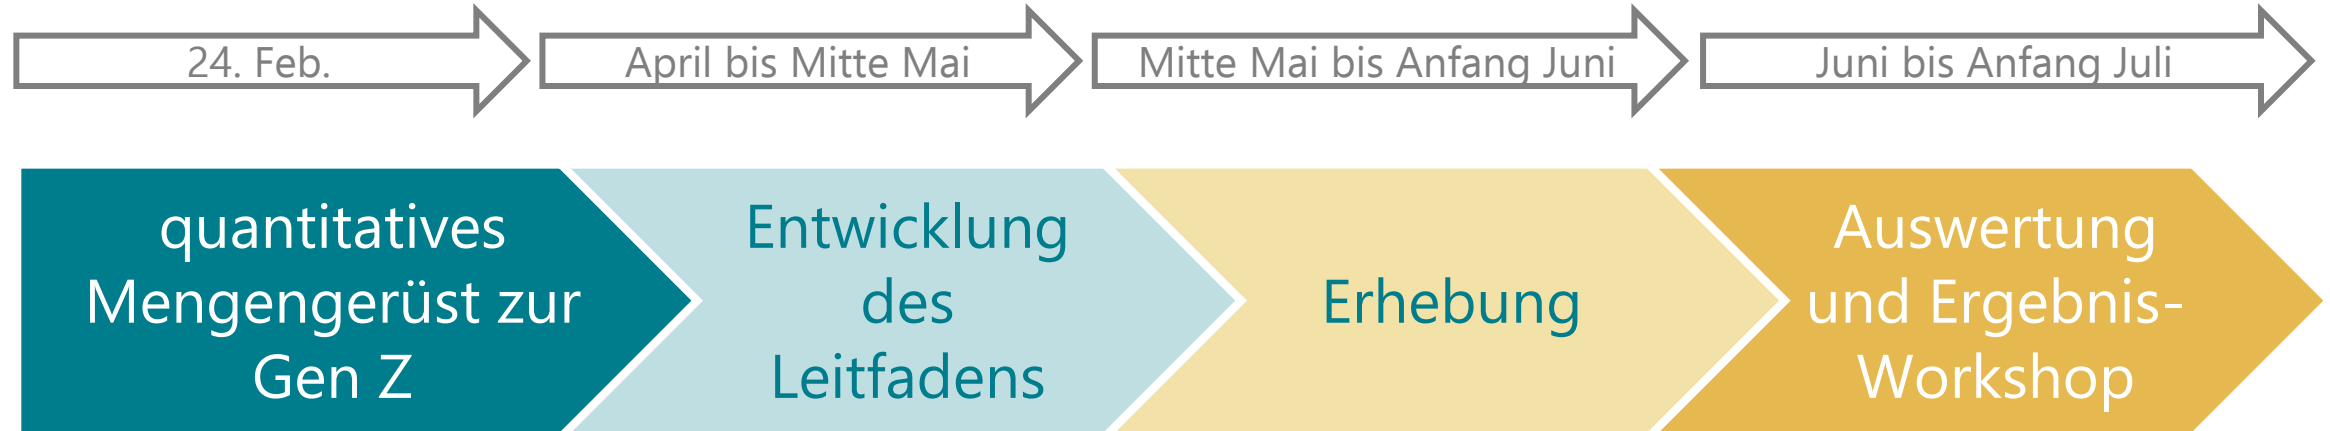 24. Feb.
April bis Mitte Mai
Mitte Mai bis Anfang Juni
Juni bis Anfang Juli
quantitatives
Mengengerüst zur
Gen Z
Entwicklung
des
Leitfadens
Erhebung
Auswertung
und Ergebnis-
Workshop